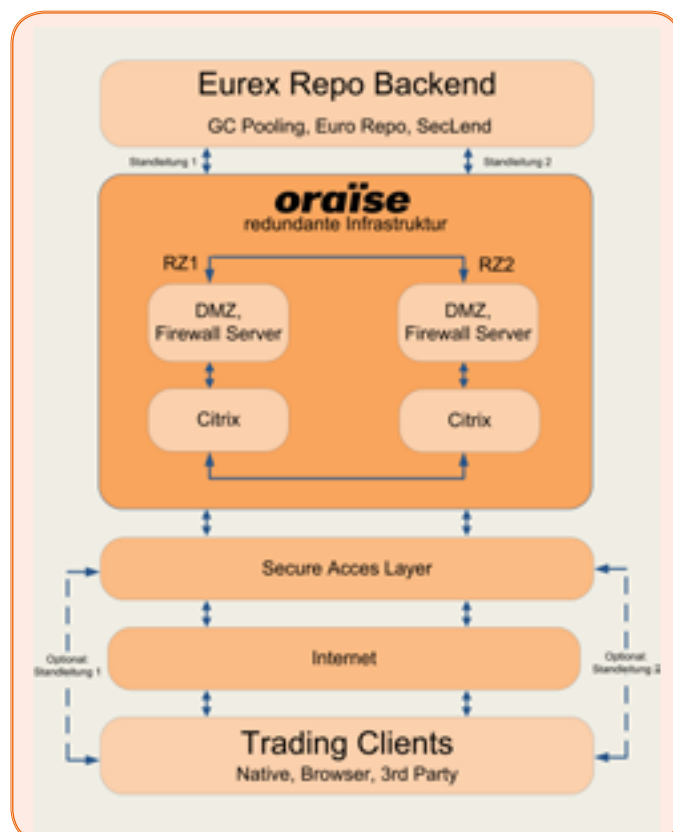 Eurex Repo Backend
GC Pooling, Euro Repo, SecLend
Standleitung 1
Standleitung 2
oraïse
redundante Infrastruktur
RZ1
RZ2
DMZ,
Firewall Server
DMZ,
Firewall Server
Citrix
Citrix
Secure Acces Layer
Optional:
Standleitung 1
Internet
Optional:
Standleitung 2
Trading Clients
Native, Browser, 3rd Party